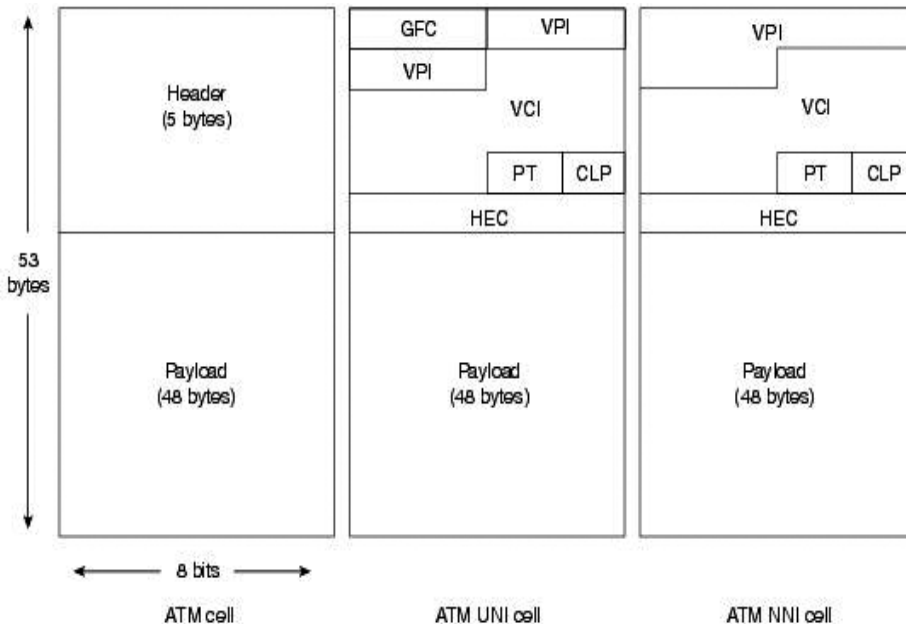 GFC VPI VPI
VPI
Header
(5 bytes)
VCI VCI
PT CLP PT CLP
HEC HEC
53
bytes
Payload Payload Payload
(48 bytes) (48 bytes) (48 bytes)
8 bits
ATM cell ATM UNI cell ATM NNI cell